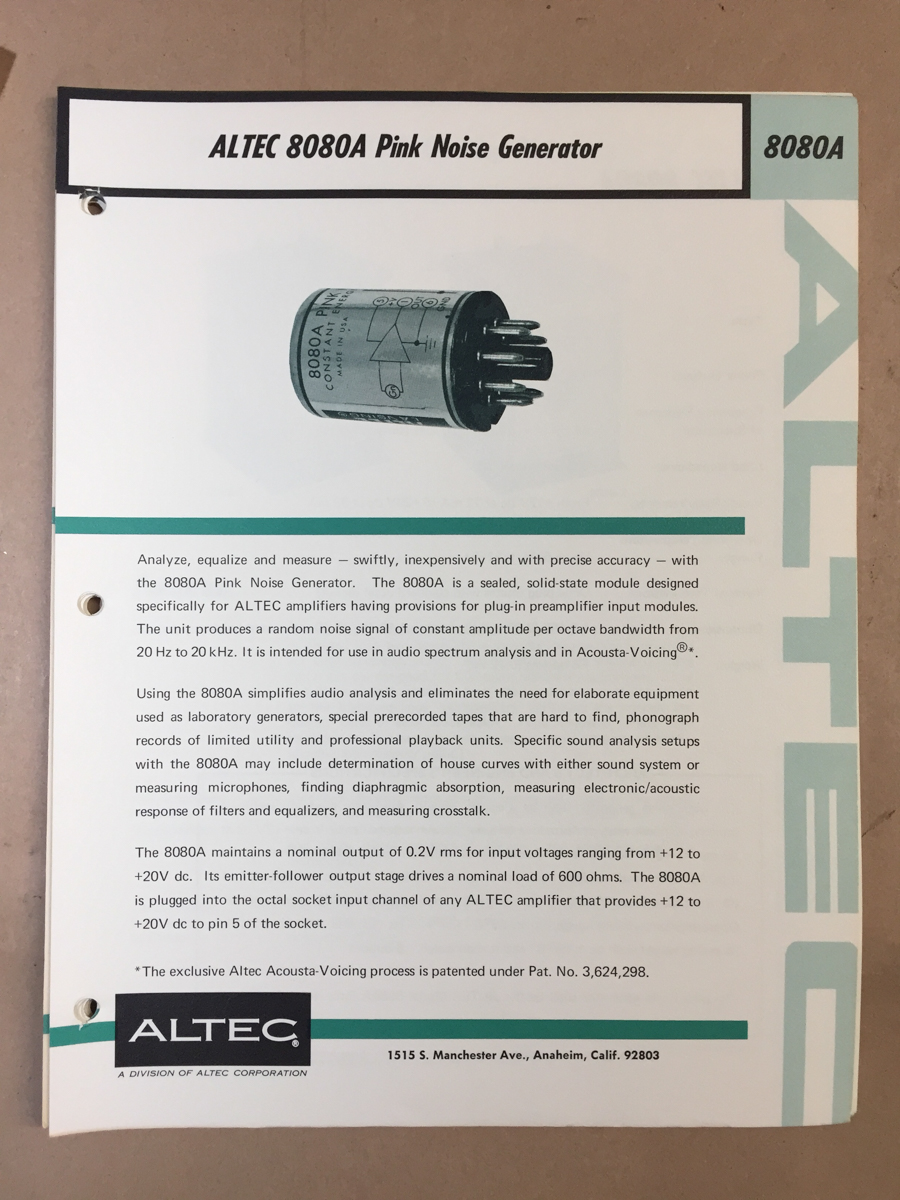 ALTEC 8080A Pink Noise Generator
8080A
ALTEC
8080A PINK
CONSTANT ENERG
MADE IN USA
5
+V
1
OUT
6
GND
GN
Analyze, equalize and measure — swiftly, inexpensively and with precise accuracy — with
the 8080A Pink Noise Generator. The 8080A is a sealed, solid-state module designed
specifically for ALTEC amplifiers having provisions for plug-in preamplifier input modules.
The unit produces a random noise signal of constant amplitude per octave bandwidth from
20 Hz to 20 kHz. It is intended for use in audio spectrum analysis and in Acousta-Voicing®*.
Using the 8080A simplifies audio analysis and eliminates the need for elaborate equipment
used as laboratory generators, special prerecorded tapes that are hard to find, phonograph
records of limited utility and professional playback units. Specific sound analysis setups
with the 8080A may include determination of house curves with either sound system or
measuring microphones, finding diaphragmic absorption, measuring electronic/acoustic
response of filters and equalizers, and measuring crosstalk.
The 8080A maintains a nominal output of 0.2V rms for input voltages ranging from +12 to
+20V dc. Its emitter-follower output stage drives a nominal load of 600 ohms. The 8080A
is plugged into the octal socket input channel of any ALTEC amplifier that provides +12 to
+20V dc to pin 5 of the socket.
*The exclusive Altec Acousta-Voicing process is patented under Pat. No. 3,624,298.
ALTEC®
A DIVISION OF ALTEC CORPORATION
1515 S. Manchester Ave., Anaheim, Calif. 92803